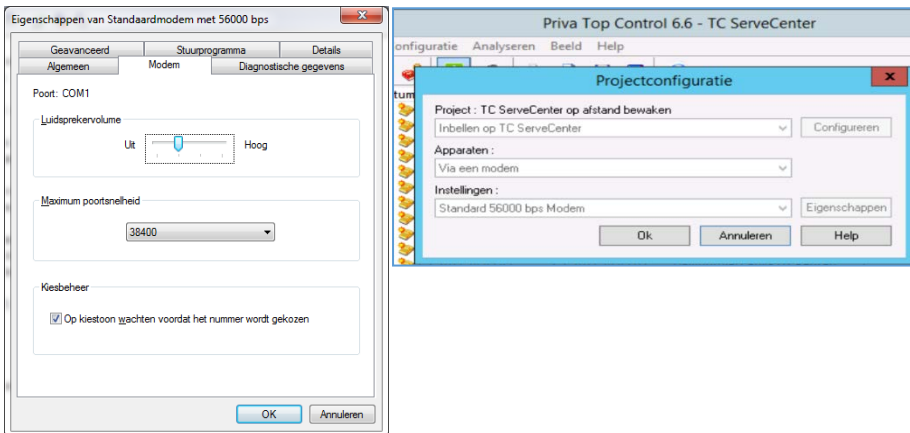 Eigenschappen van Standaardmodem met 56000 bps
Geavanceerd Stuurprogramma Details
Algemeen Modem Diagnostische gegevens
Poort: COM1
Luidsprekervolume
Uit Hoog
Maximum poortsnelheid
38400
Kiesbeheer
Op kiestoon wachten voordat het nummer wordt gekozen
OK Annuleren
Priva Top Control 6.6 - TC ServeCenter
onfiguratie Analyseren Beeld Help
tum
Projectconfiguratie
Project : TC ServeCenter op afstand bewaken
Inbellen op TC ServeCenter Configureren
Apparaten :
Via een modem
Instellingen :
Standard 56000 bps Modem Eigenschappen
Ok Annuleren Help